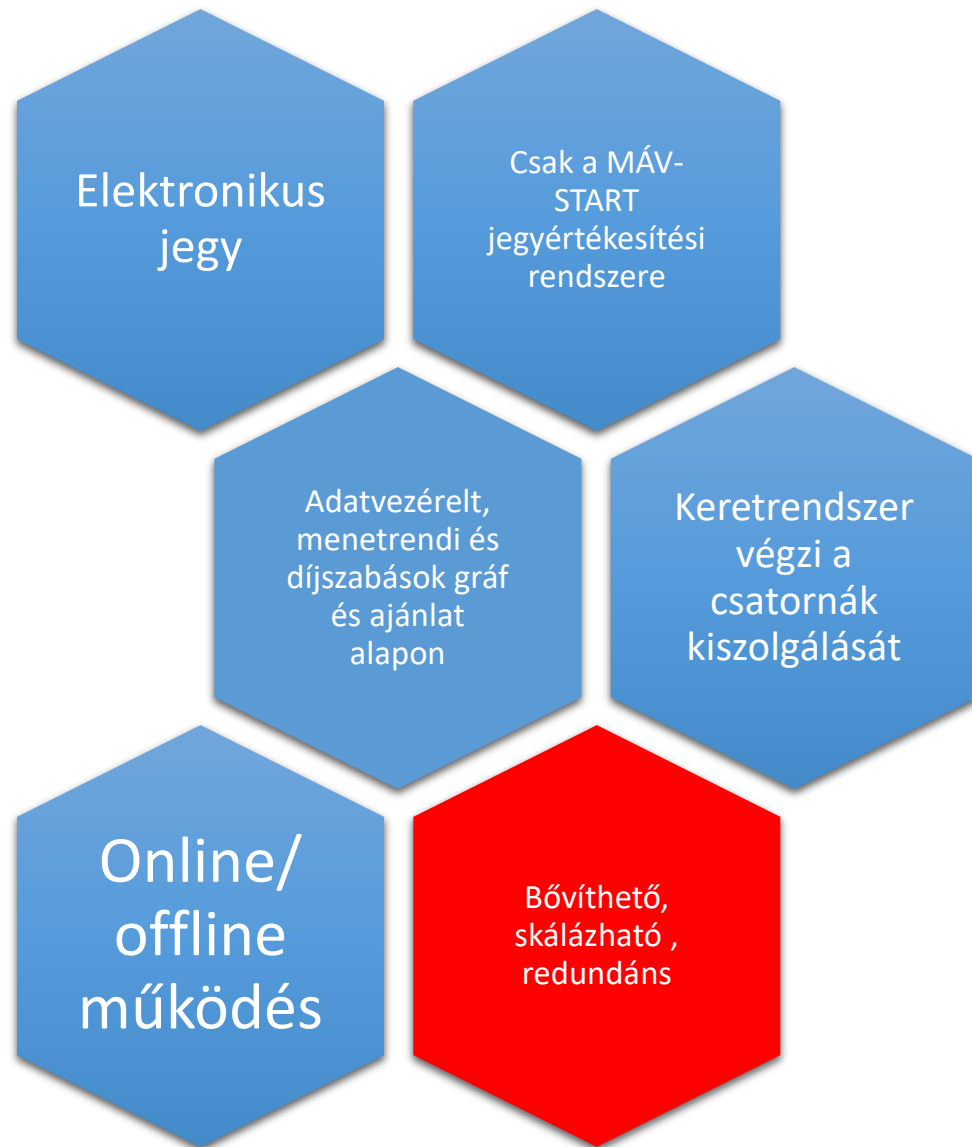 Elektronikus
jegy
Csak a MÁV-
START
jegyértékesítési
rendszere
Adatvezérelt,
menetrendi és
díjszabások gráf
és ajánlat
alapon
Keretrendszer
végzi a
csatornák
kiszolgálását
Online/
offline
működés
Bővíthető,
skálázható ,
redundáns